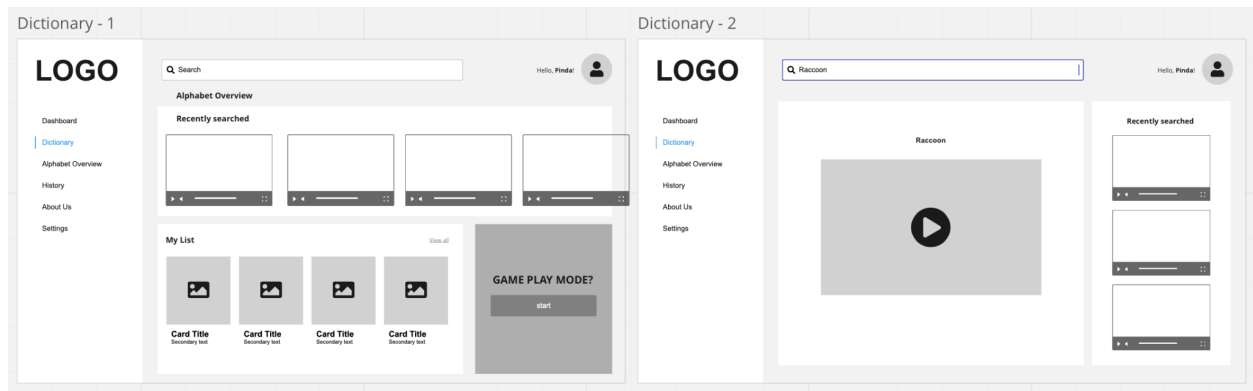 Dictionary - 1
LOGO
Search
Hello, Pinda!
Alphabet Overview
Recently searched
Dashboard
Dictionary
Alphabet Overview
History
About Us
Settings
My List
View all
Card Title
Secondary text
Card Title
Secondary text
Card Title
Secondary text
Card Title
Secondary text
GAME PLAY MODE?
start
Dictionary - 2
LOGO
Raccoon
Hello, Pinda!
Dashboard
Dictionary
Alphabet Overview
History
About Us
Settings
Raccoon
Recently searched